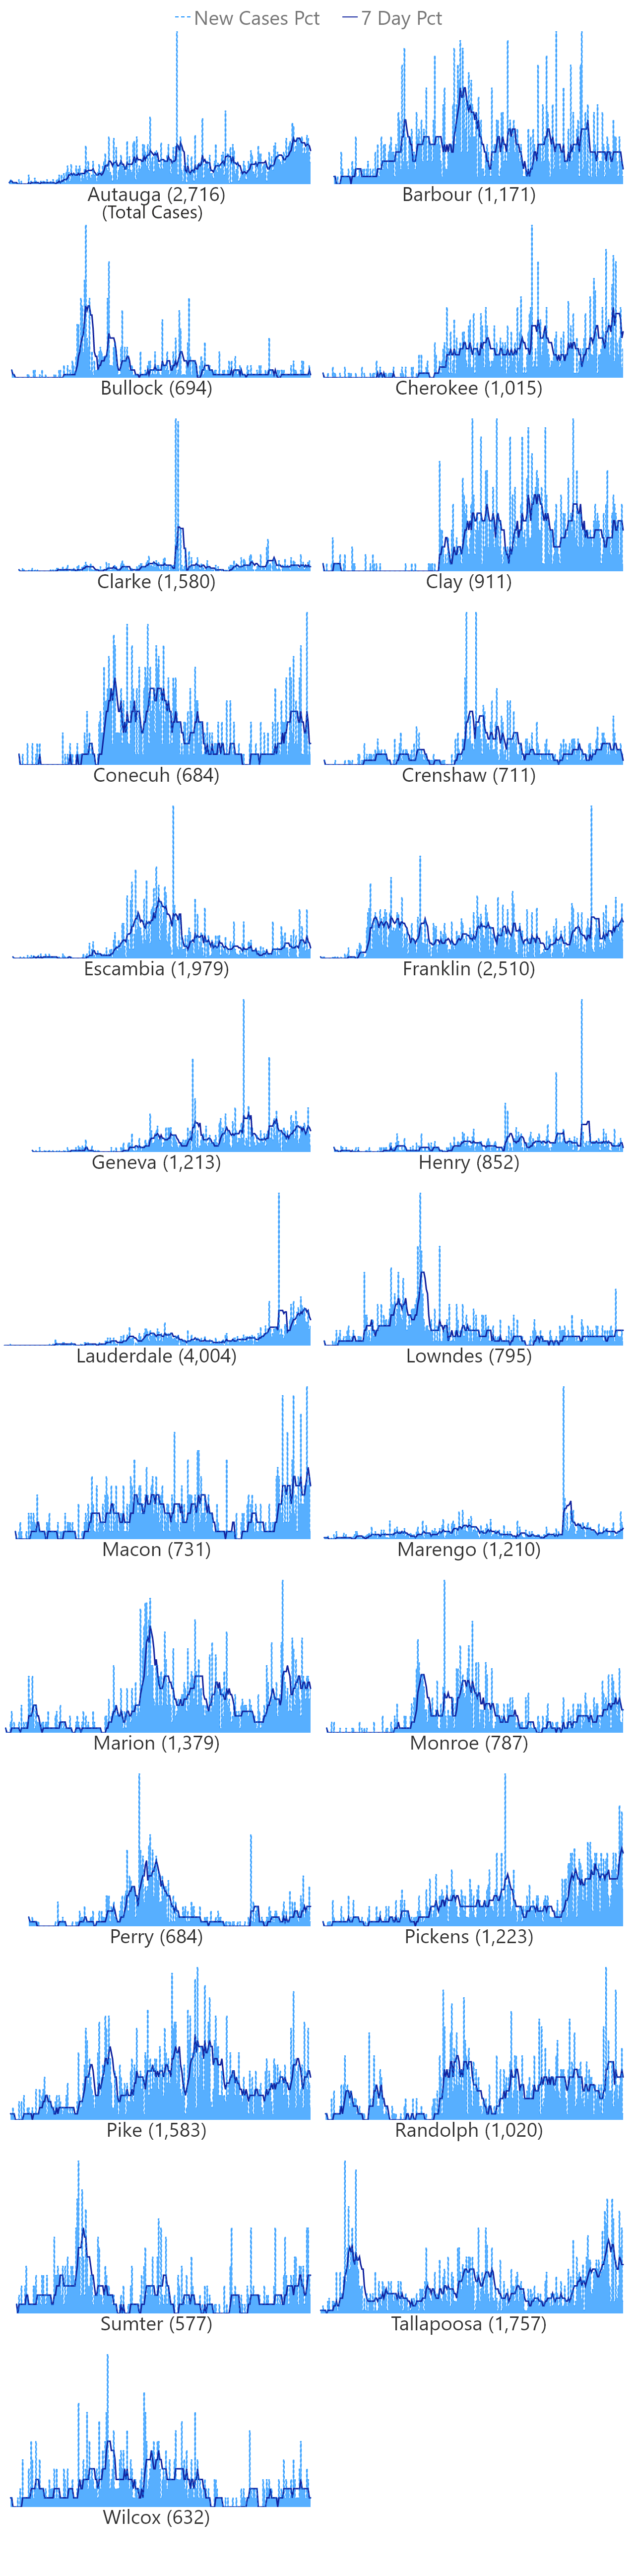 New Cases Pct 7 Day Pct
Autauga (2,716) Barbour (1,171)
(Total Cases)
Bullock (694) Cherokee (1,015)
Clarke (1,580) Clay (911)
Conecuh (684) Crenshaw (711)
Escambia (1,979) Franklin (2,510)
Geneva (1,213) Henry (852)
Lauderdale (4,004) Lowndes (795)
Macon (731) Marengo (1,210)
Marion (1,379) Monroe (787)
Perry (684) Pickens (1,223)
Pike (1,583) Randolph (1,020)
Sumter (577) Tallapoosa (1,757)
Wilcox (632)